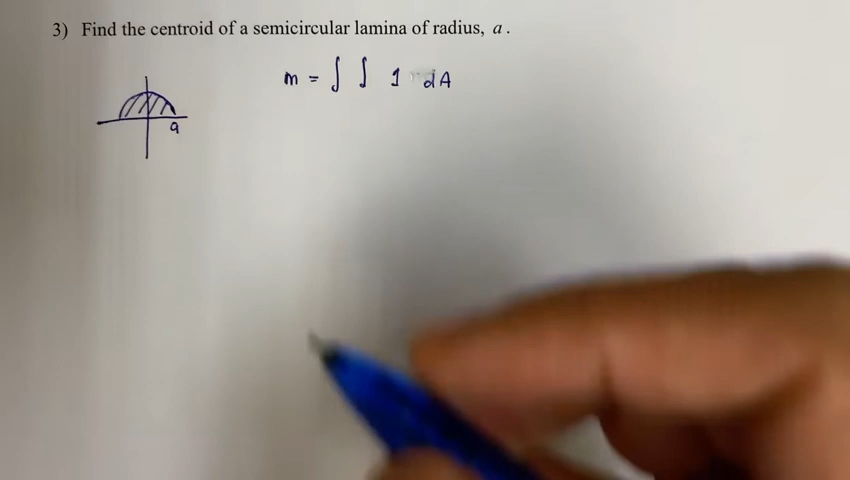 3) Find the centroid of a semicircular lamina of radius, a .
m = ∫ ∫ 1 dA
a